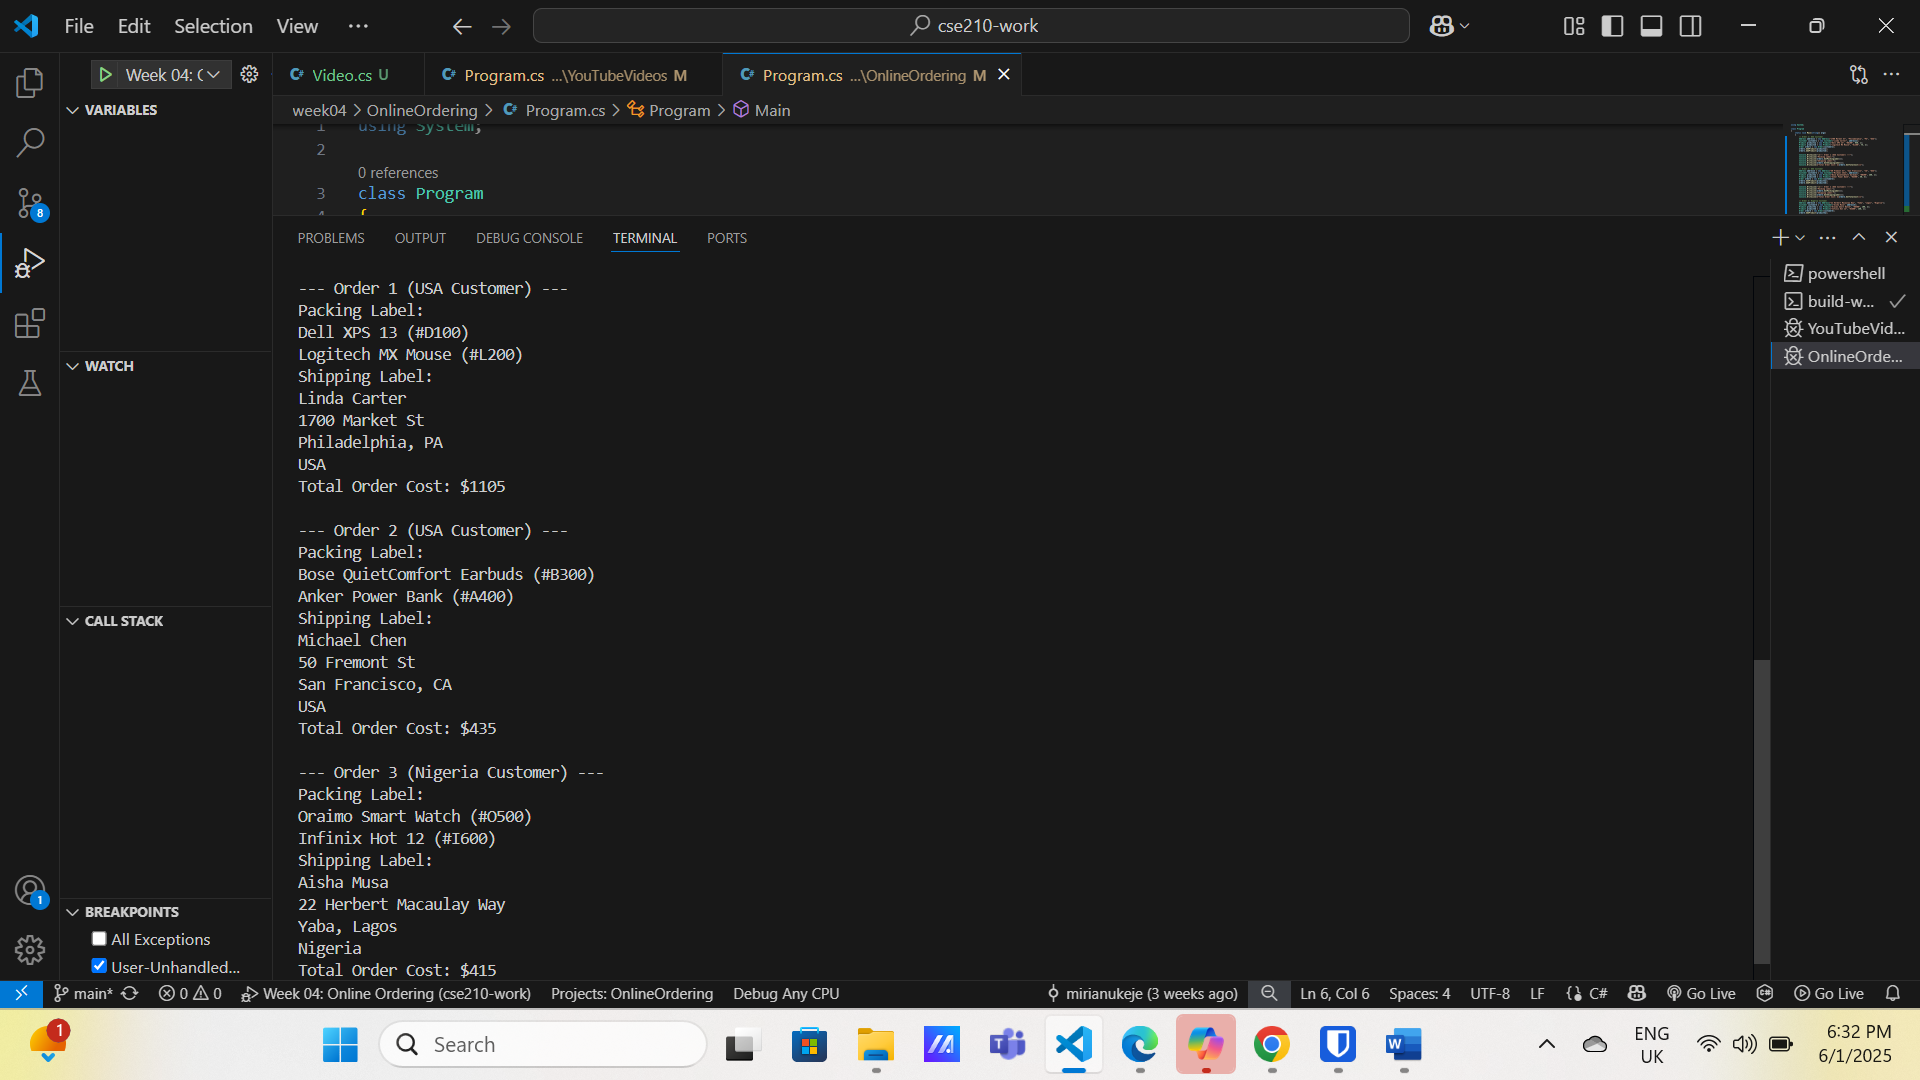 File Edit Selection View ··· cse210-work
Week 04: (
Video.cs U
Program.cs ...\YouTubeVideos M
Program.cs ...\OnlineOrdering M
VARIABLES
week04 > OnlineOrdering > Program.cs > Program > Main
1 using System;
2
0 references
3 class Program
4 {
PROBLEMS OUTPUT DEBUG CONSOLE TERMINAL PORTS
--- Order 1 (USA Customer) ---
Packing Label:
Dell XPS 13 (#D100)
Logitech MX Mouse (#L200)
Shipping Label:
Linda Carter
1700 Market St
Philadelphia, PA
USA
Total Order Cost: $1105
--- Order 2 (USA Customer) ---
Packing Label:
Bose QuietComfort Earbuds (#B300)
Anker Power Bank (#A400)
Shipping Label:
Michael Chen
50 Fremont St
San Francisco, CA
USA
Total Order Cost: $435
--- Order 3 (Nigeria Customer) ---
Packing Label:
Oraimo Smart Watch (#O500)
Infinix Hot 12 (#I600)
Shipping Label:
Aisha Musa
22 Herbert Macaulay Way
Yaba, Lagos
Nigeria
Total Order Cost: $415
powershell
build-w...
YouTubeVid...
OnlineOrde...
WATCH
CALL STACK
BREAKPOINTS
All Exceptions
User-Unhandled...
8
1
main* 0 0 Week 04: Online Ordering (cse210-work) Projects: OnlineOrdering Debug Any CPU mirianukeje (3 weeks ago) Ln 6, Col 6 Spaces: 4 UTF-8 LF {} C# Go Live Go Live
1
Search
ENG
UK
6:32 PM
6/1/2025